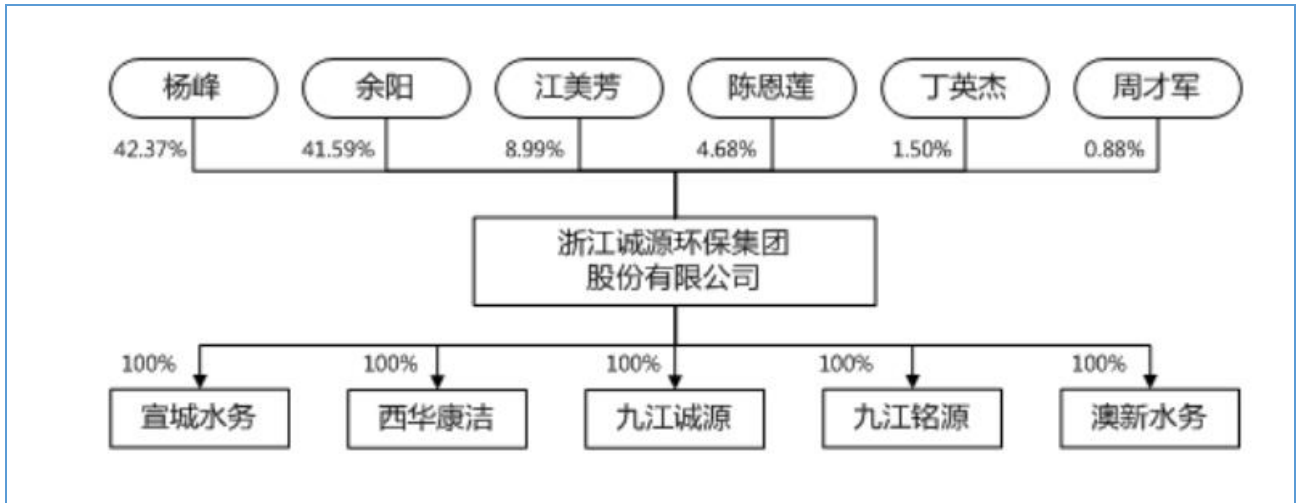 杨峰
余阳
江美芳
陈恩莲
丁英杰
周才军
42.37%
41.59%
8.99%
4.68%
1.50%
0.88%
浙江诚源环保集团
股份有限公司
100%
100%
100%
100%
100%
宣城水务
西华康洁
九江诚源
九江铭源
澳新水务